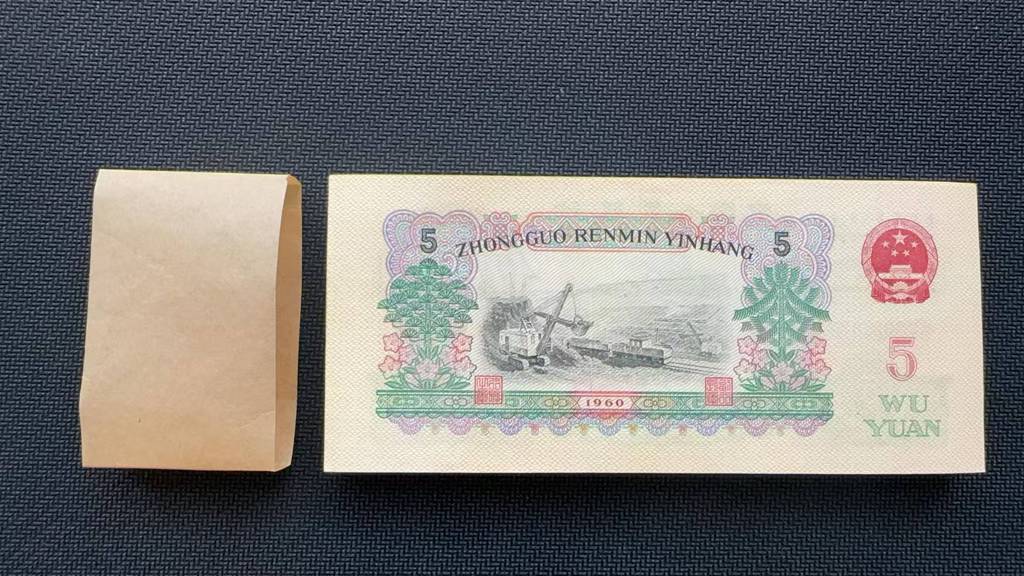 5 ZHONGGUO RENMIN YINHANG 5
5
1960
WU
YUAN